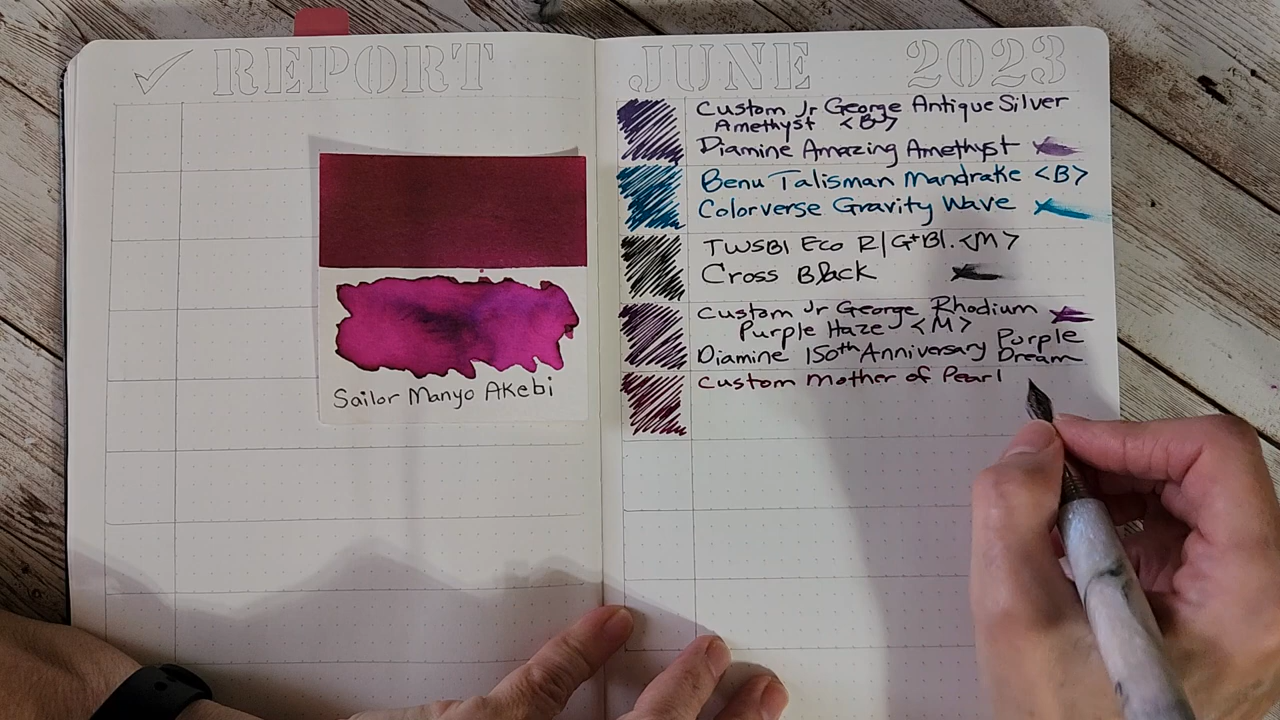 REPORT
Sailor Manyo Akebi
JUNE 2023
Custom Jr George Antique Silver
Amethyst <B>
Diamine Amazing Amethyst
Benu Talisman Mandrake <B>
Colorverse Gravity Wave
TWSBI Eco R|G+Bl. <M>
Cross Black
Custom Jr George Rhodium
Purple Haze <M>
Diamine 150th Anniversary Purple
Dream
Custom Mother of Pearl